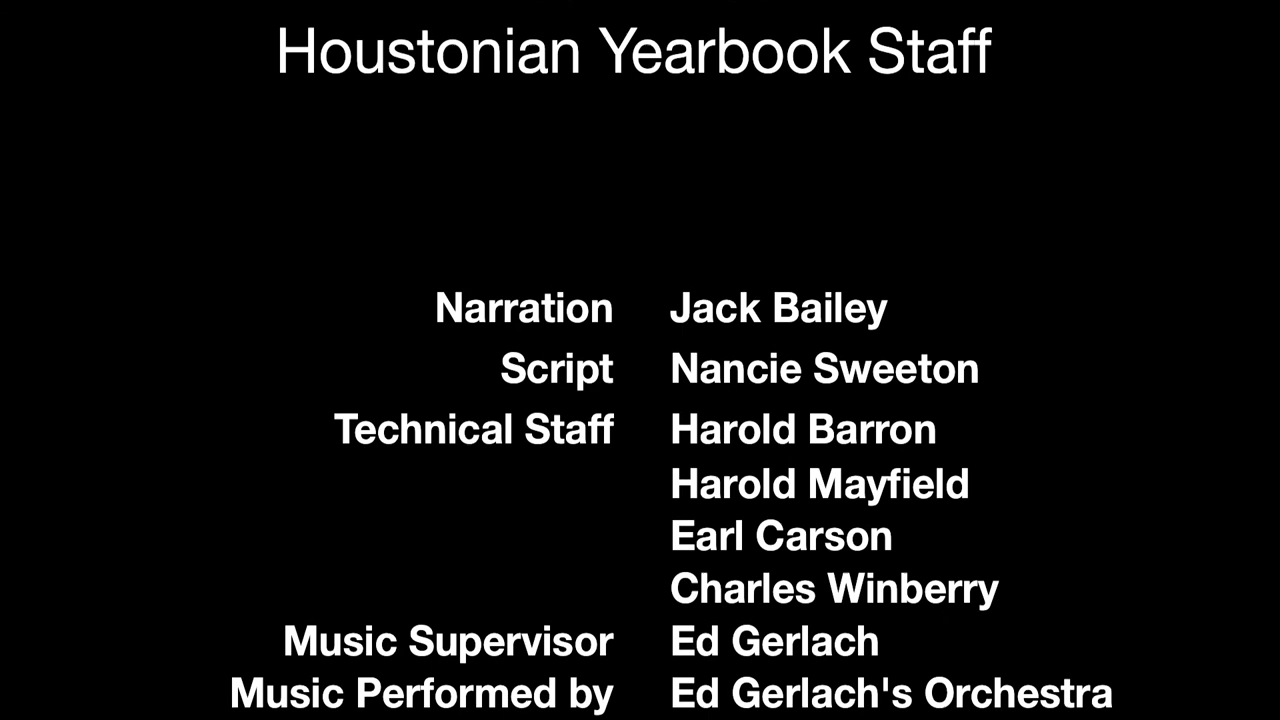 Houstonian Yearbook Staff
Narration Jack Bailey
Script Nancie Sweeton
Technical Staff Harold Barron
Harold Mayfield
Earl Carson
Charles Winberry
Music Supervisor Ed Gerlach
Music Performed by Ed Gerlach's Orchestra